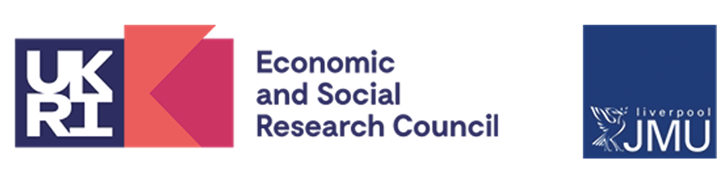 UK
RI
Economic
and Social
Research Council
liverpool
JMU